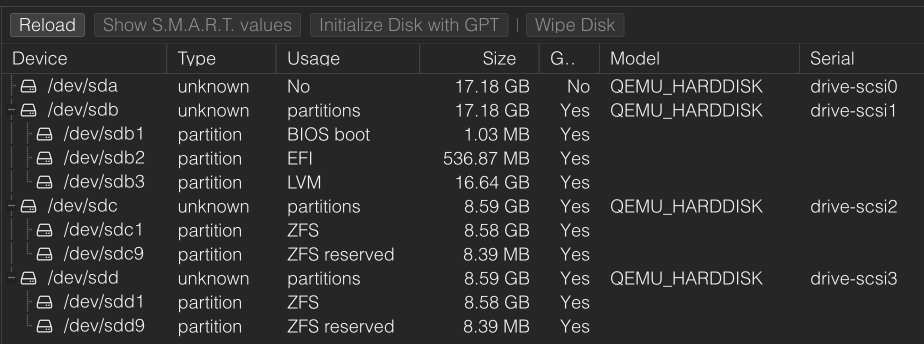 Reload Show S.M.A.R.T. values Initialize Disk with GPT Wipe Disk
Device Type Usage Size G.. Model Serial
/dev/sda unknown No 17.18 GB No QEMU_HARDDISK drive-scsi0
/dev/sdb unknown partitions 17.18 GB Yes QEMU_HARDDISK drive-scsi1
/dev/sdb1 partition BIOS boot 1.03 MB Yes
/dev/sdb2 partition EFI 536.87 MB Yes
/dev/sdb3 partition LVM 16.64 GB Yes
/dev/sdc unknown partitions 8.59 GB Yes QEMU_HARDDISK drive-scsi2
/dev/sdc1 partition ZFS 8.58 GB Yes
/dev/sdc9 partition ZFS reserved 8.39 MB Yes
/dev/sdd unknown partitions 8.59 GB Yes QEMU_HARDDISK drive-scsi3
/dev/sdd1 partition ZFS 8.58 GB Yes
/dev/sdd9 partition ZFS reserved 8.39 MB Yes